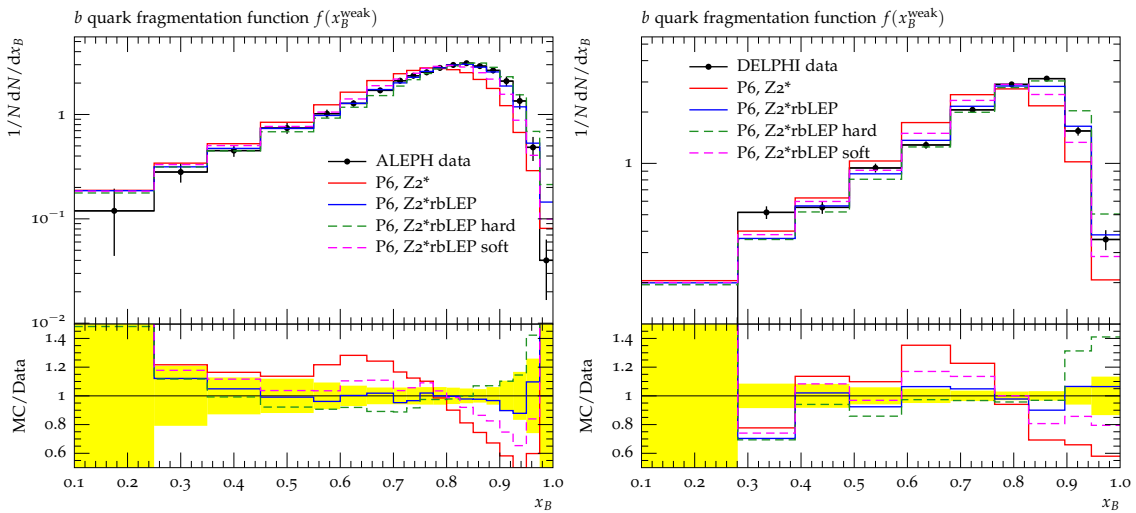 b quark fragmentation function f(x_B^weak)
1/N dN/dx_B
1
10^−1
10^−2
ALEPH data
P6, Z2*
P6, Z2*rbLEP
P6, Z2*rbLEP hard
P6, Z2*rbLEP soft
MC/Data
1.4
1.2
1
0.8
0.6
0.1 0.2 0.3 0.4 0.5 0.6 0.7 0.8 0.9 1.0
x_B
b quark fragmentation function f(x_B^weak)
1/N dN/dx_B
1
DELPHI data
P6, Z2*
P6, Z2*rbLEP
P6, Z2*rbLEP hard
P6, Z2*rbLEP soft
MC/Data
1.4
1.2
1
0.8
0.6
0.1 0.2 0.3 0.4 0.5 0.6 0.7 0.8 0.9 1.0
x_B